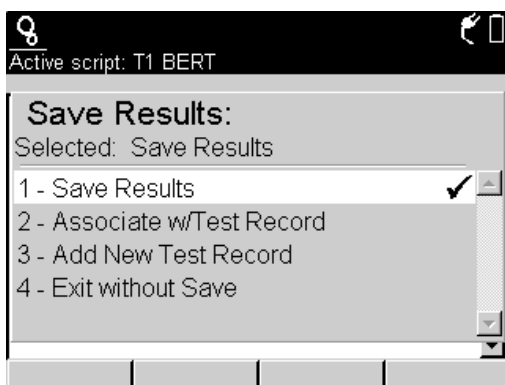 Active script: T1 BERT
Save Results:
Selected: Save Results
1 - Save Results
2 - Associate w/Test Record
3 - Add New Test Record
4 - Exit without Save